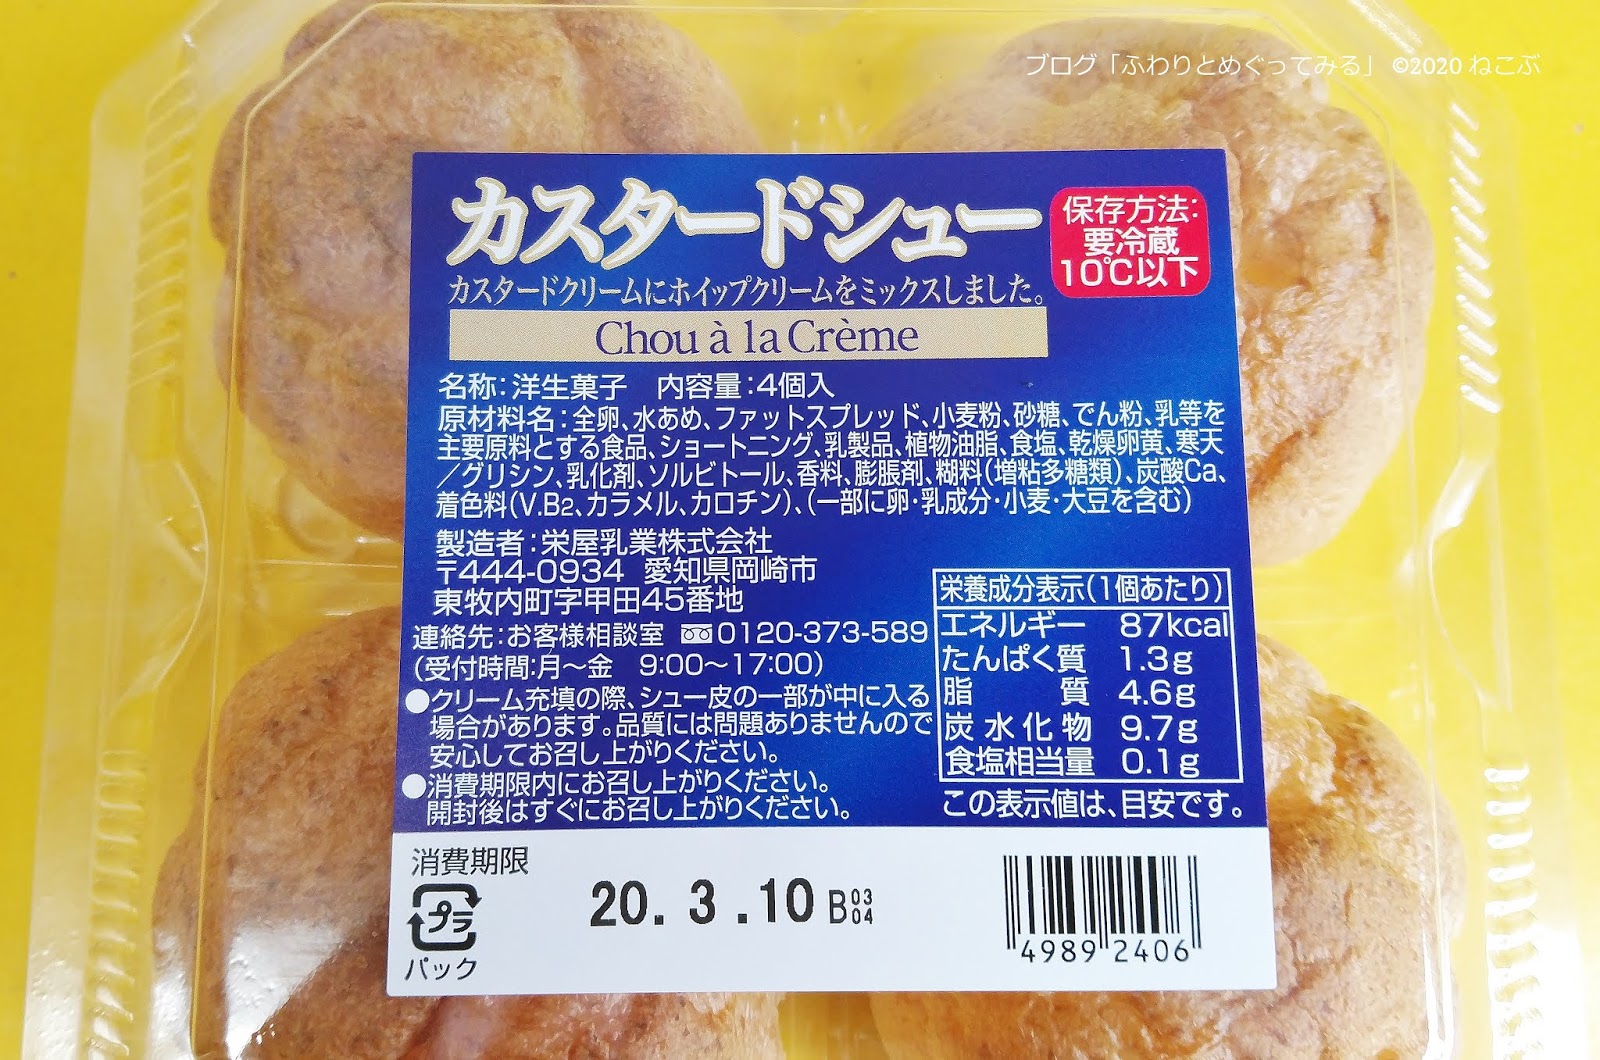 ブログ「ふわりとめぐってみる」 ©2020 ねこぶ
カスタードシュー
カスタードクリームにホイップクリームをミックスしました。
Chou à la Crème
保存方法:
要冷蔵
10℃以下
名称:洋生菓子 内容量:4個入
原材料名:全卵、水あめ、ファットスプレッド、小麦粉、砂糖、でん粉、乳等を
主要原料とする食品、ショートニング、乳製品、植物油脂、食塩、乾燥卵黄、寒天
/グリシン、乳化剤、ソルビトール、香料、膨脹剤、糊料(増粘多糖類)、炭酸Ca、
着色料(V.B2、カラメル、カロチン)、(一部に卵・乳成分・小麦・大豆を含む)
製造者:栄屋乳業株式会社
〒444-0934 愛知県岡崎市
東牧内町字甲田45番地
連絡先:お客様相談室 0120-373-589
(受付時間:月〜金 9:00〜17:00)
●クリーム充填の際、シュー皮の一部が中に入る
場合があります。品質には問題ありませんので
安心してお召し上がりください。
●消費期限内にお召し上がりください。
開封後はすぐにお召し上がりください。
栄養成分表示(1個あたり)
エネルギー 87kcal
たんぱく質 1.3g
脂質 4.6g
炭水化物 9.7g
食塩相当量 0.1g
この表示値は、目安です。
消費期限
プラ
パック
20.3.10 B03
04
4989 2406